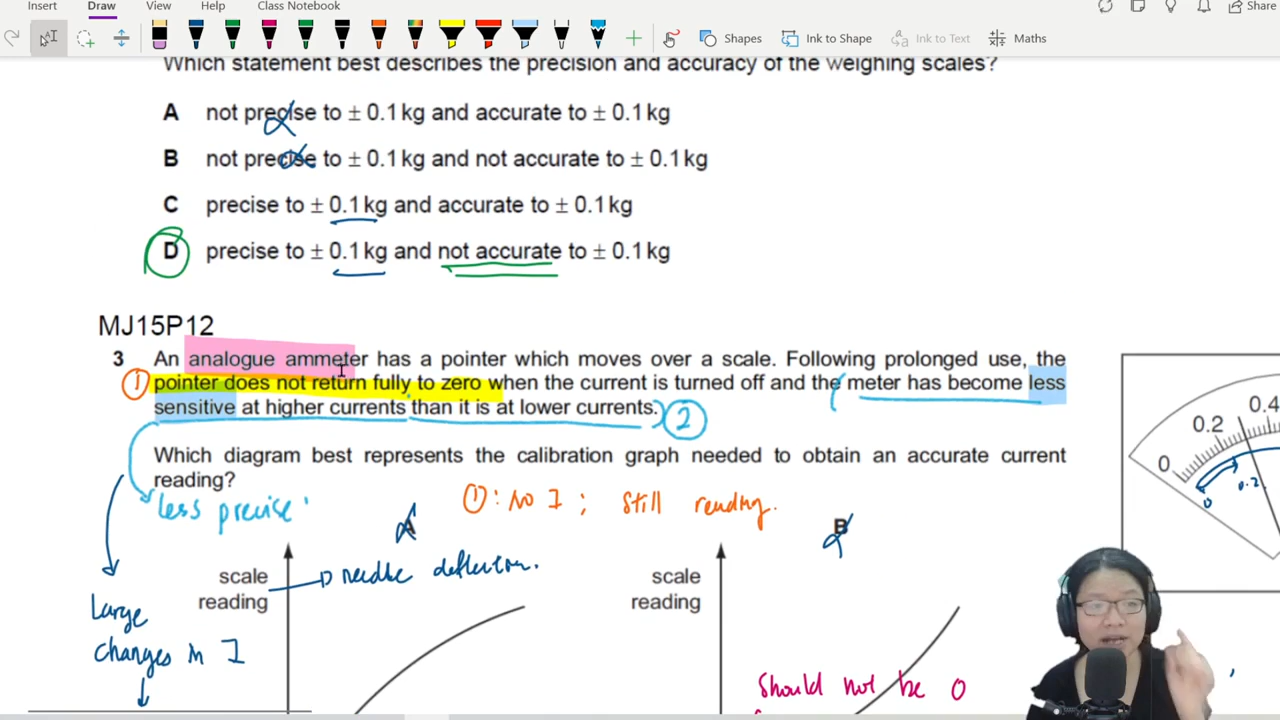 Insert Draw View Help Class Notebook Share
Shapes Ink to Shape Ink to Text Maths
Which statement best describes the precision and accuracy of the weighing scales?
A not precise to ± 0.1 kg and accurate to ± 0.1 kg
B not precise to ± 0.1 kg and not accurate to ± 0.1 kg
C precise to ± 0.1 kg and accurate to ± 0.1 kg
D precise to ± 0.1 kg and not accurate to ± 0.1 kg
MJ15P12
3 An analogue ammeter has a pointer which moves over a scale. Following prolonged use, the
1 pointer does not return fully to zero when the current is turned off and the meter has become less
sensitive at higher currents than it is at lower currents. 2
0 0.2 0.4
0 0.2
Which diagram best represents the calibration graph needed to obtain an accurate current
reading?
less precise
1 : No I ; still reading.
A
B
scale
reading
needle deflection.
scale
reading
Large
changes in I
should not be 0